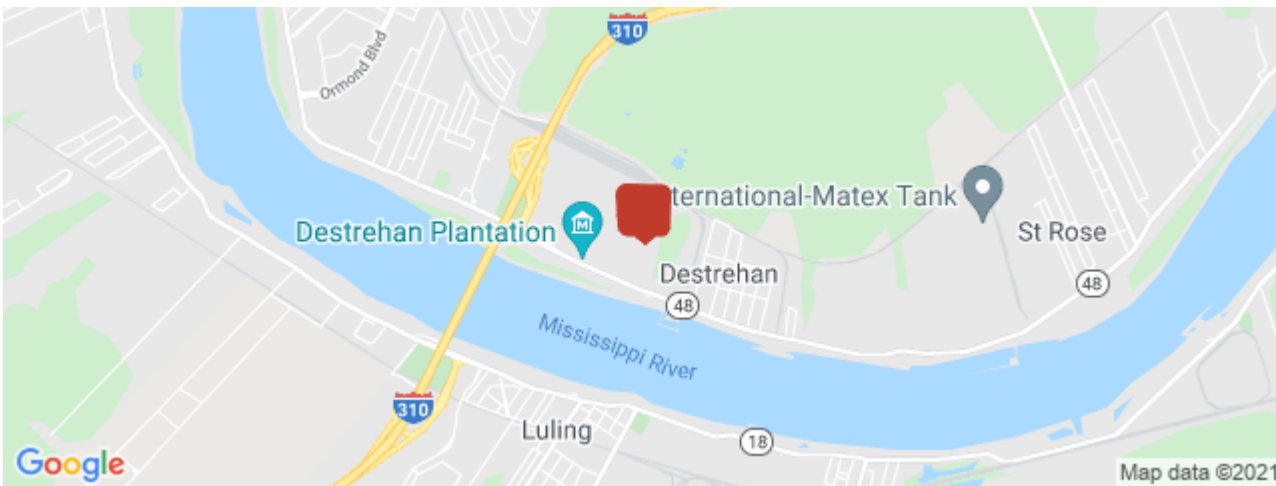 310
Ormond Blvd
ternational-Matex Tank
St Rose
Destrehan Plantation
Destrehan
48
48
Mississippi River
310
Luling
18
Google
Map data ©2021